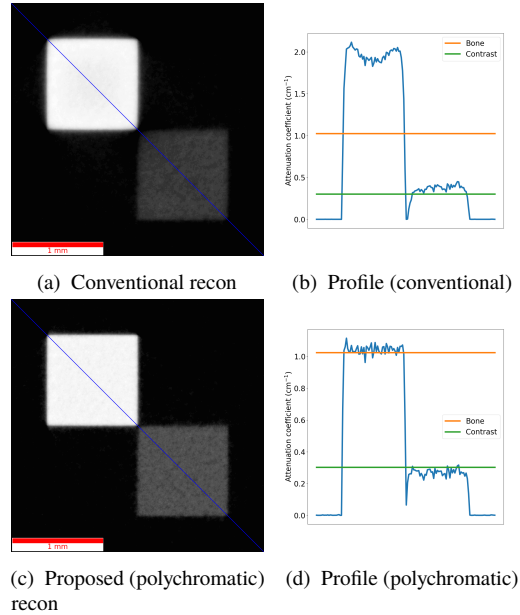 1 mm
Attenuation coefficient (cm⁻¹)
2.0
1.5
1.0
0.5
0.0
Bone
Contrast
(a) Conventional recon
(b) Profile (conventional)
1 mm
Attenuation coefficient (cm⁻¹)
1.0
0.8
0.6
0.4
0.2
0.0
Bone
Contrast
(c) Proposed (polychromatic)
recon
(d) Profile (polychromatic)